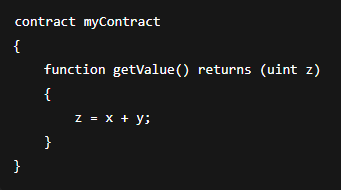 contract myContract
{
function getValue() returns (uint z)
{
z = x + y;
}
}